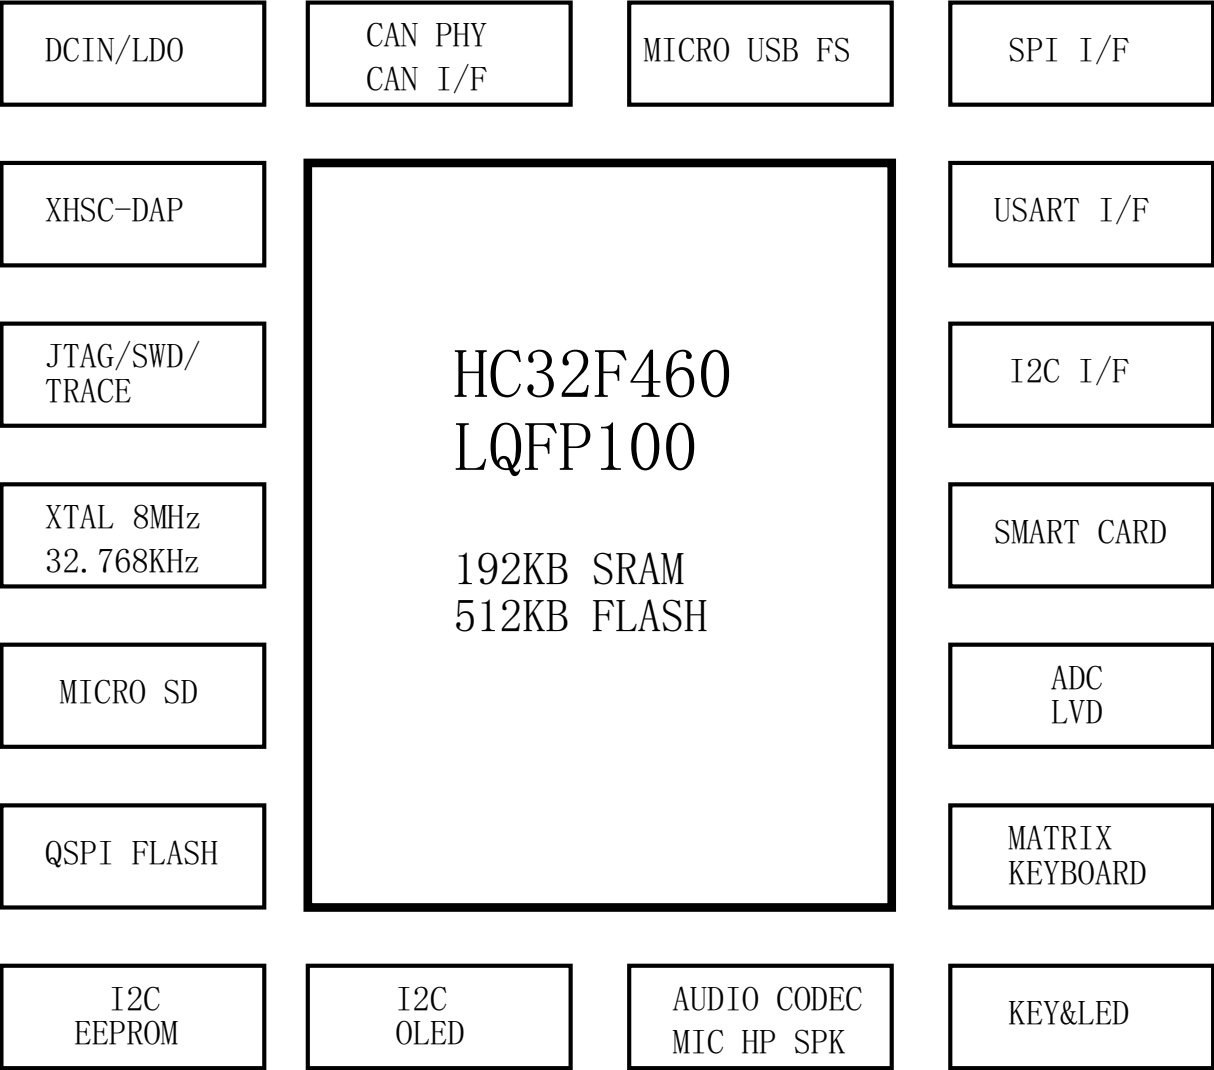 DCIN/LDO
CAN PHY
CAN I/F
MICRO USB FS
SPI I/F
XHSC-DAP
USART I/F
JTAG/SWD/
TRACE
HC32F460
LQFP100
192KB SRAM
512KB FLASH
I2C I/F
XTAL 8MHz
32.768KHz
SMART CARD
MICRO SD
ADC
LVD
QSPI FLASH
MATRIX
KEYBOARD
I2C
EEPROM
I2C
OLED
AUDIO CODEC
MIC HP SPK
KEY&LED